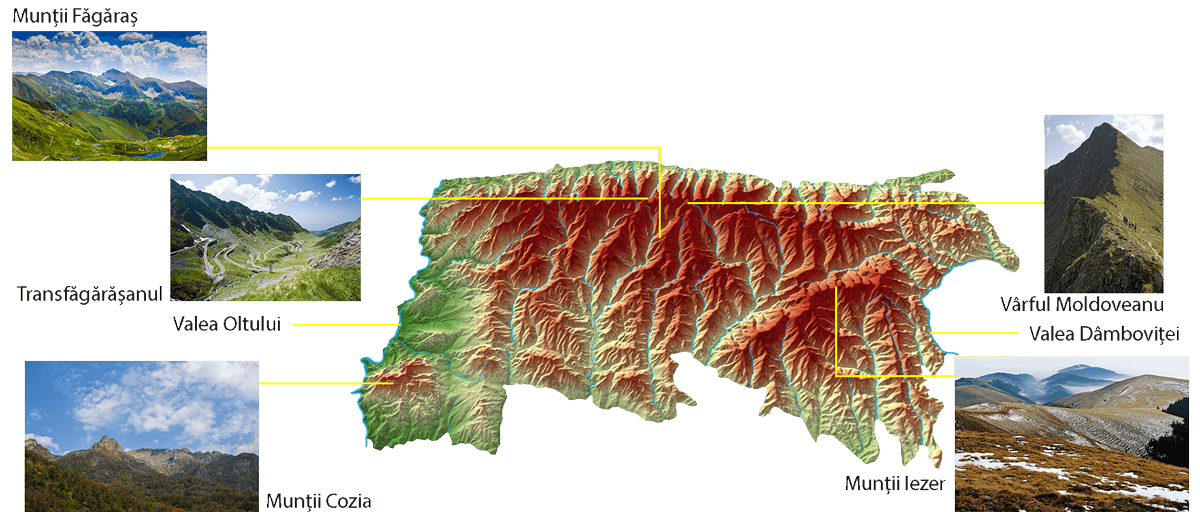 Munții Făgăraș
Transfăgărășanul
Valea Oltului
Munții Cozia
Vârful Moldoveanu
Valea Dâmboviței
Munții Iezer